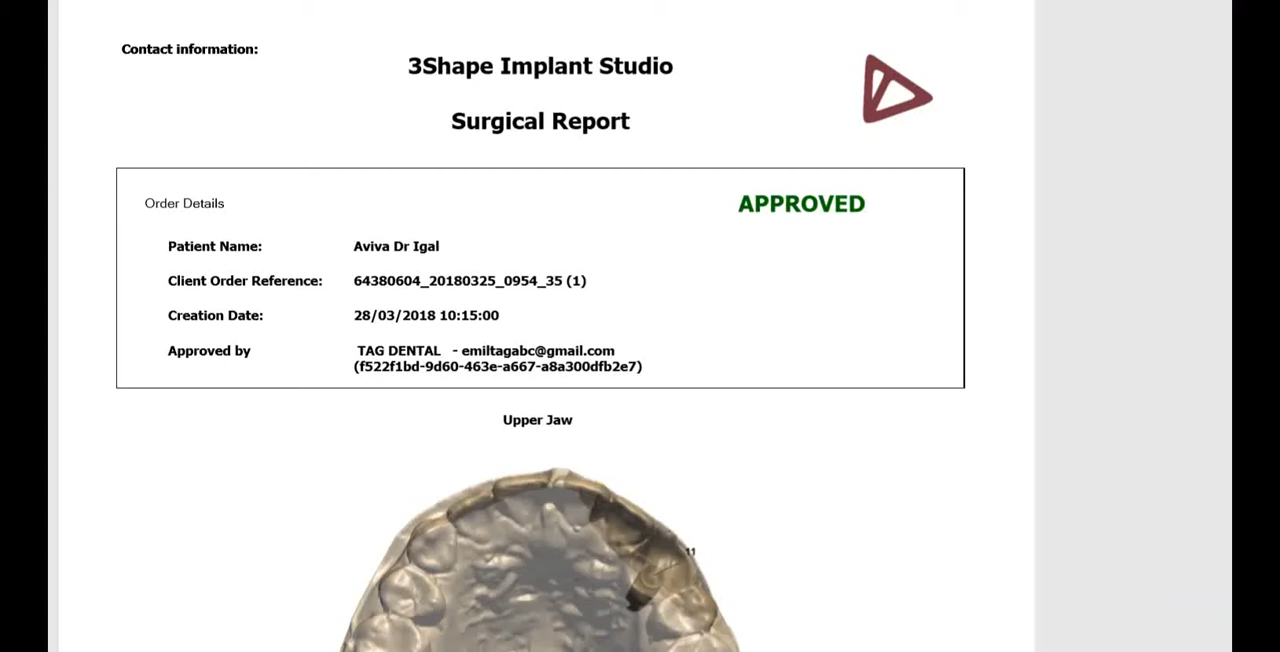 Contact information:
3Shape Implant Studio
Surgical Report
Order Details
APPROVED
Patient Name: Aviva Dr Igal
Client Order Reference: 64380604_20180325_0954_35 (1)
Creation Date: 28/03/2018 10:15:00
Approved by TAG DENTAL - emiltagabc@gmail.com
(f522f1bd-9d60-463e-a667-a8a300dfb2e7)
Upper Jaw
11